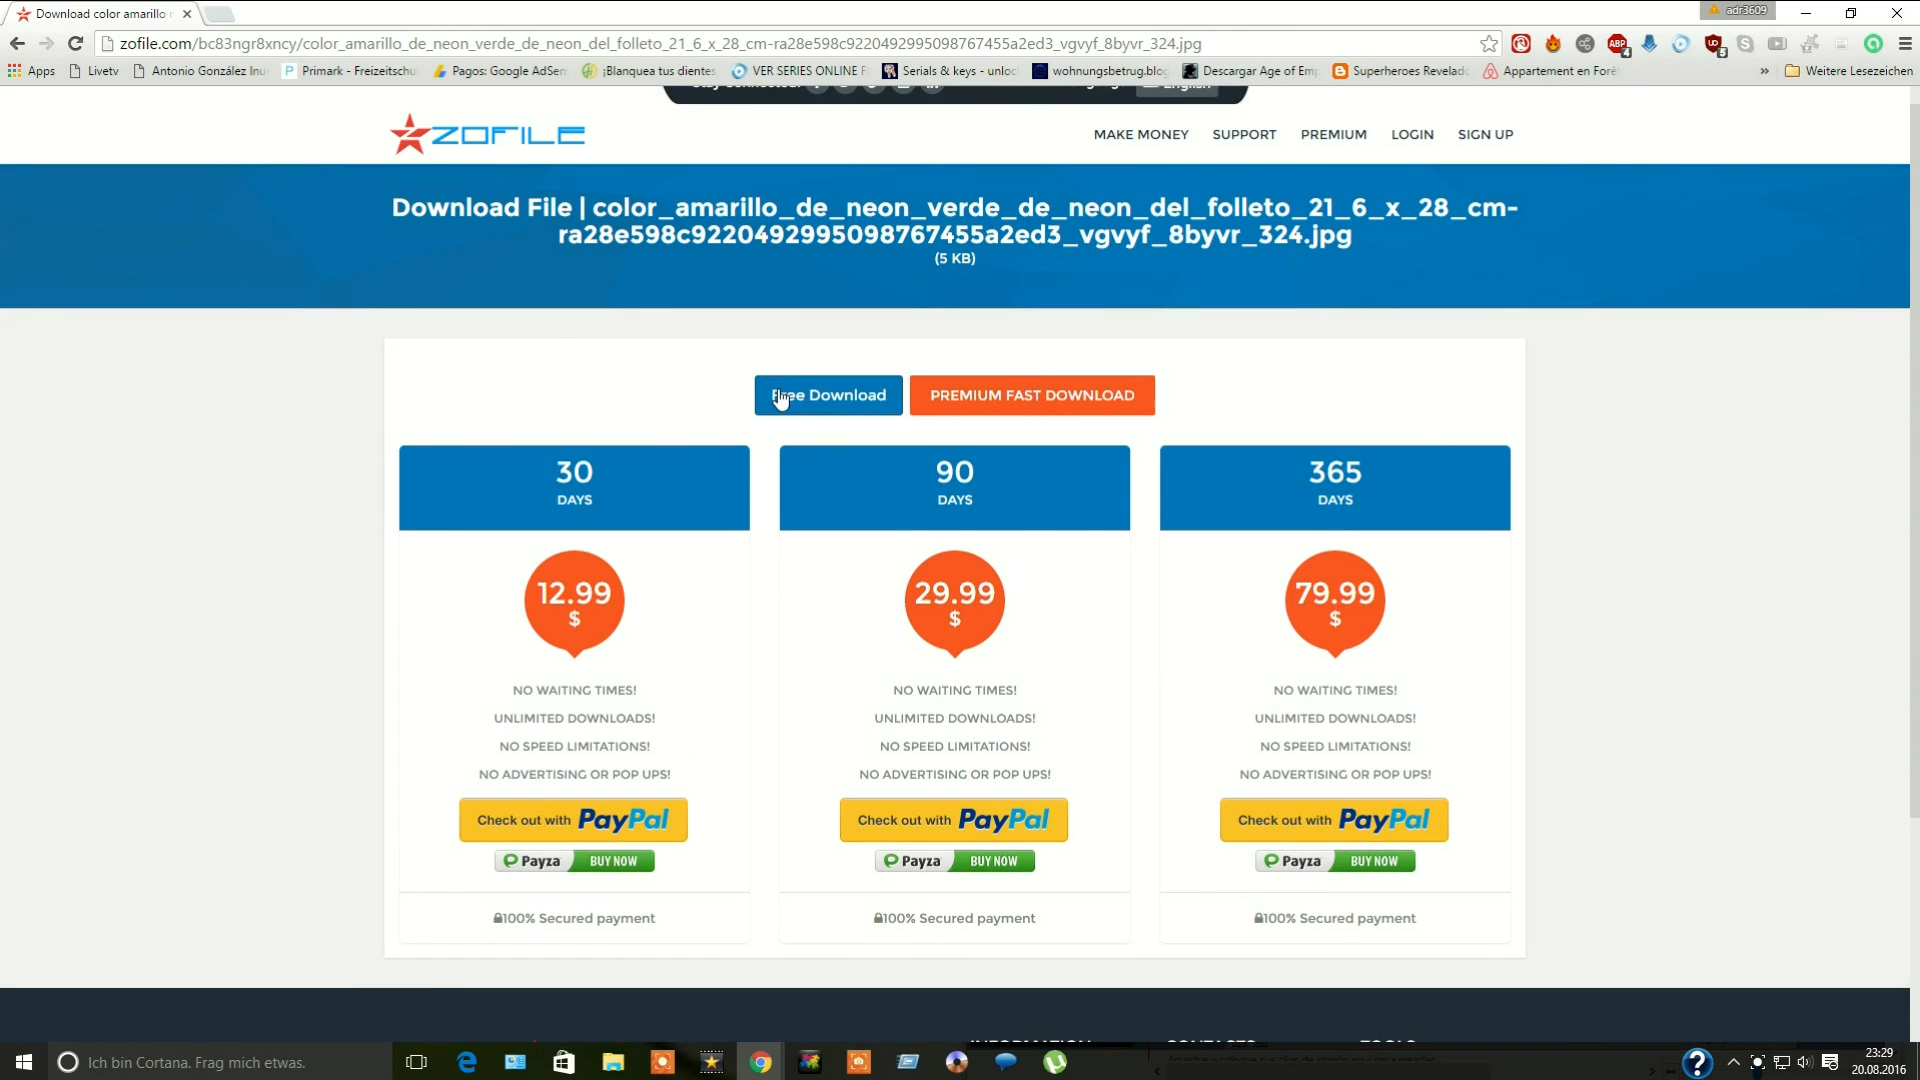 Download color amarillo
adr3609
zofile.com/bc83ngr8xncy/color_amarillo_de_neon_verde_de_neon_del_folleto_21_6_x_28_cm-ra28e598c9220492995098767455a2ed3_vgvyf_8byvr_324.jpg
Apps Livetv Antonio González Inu Primark - Freizeitschu Pagos: Google AdSen ¡Blanquea tus dientes VER SERIES ONLINE F Serials & keys - unloc wohnungsbetrug.blog Descargar Age of Emp Superheroes Revelado Appartement en Forê » Weitere Lesezeichen
English
ZOFILE
MAKE MONEY SUPPORT PREMIUM LOGIN SIGN UP
Download File | color_amarillo_de_neon_verde_de_neon_del_folleto_21_6_x_28_cm-
ra28e598c9220492995098767455a2ed3_vgvyf_8byvr_324.jpg
(5 KB)
Free Download PREMIUM FAST DOWNLOAD
30 90 365
DAYS DAYS DAYS
12.99 29.99 79.99
$ $ $
NO WAITING TIMES! NO WAITING TIMES! NO WAITING TIMES!
UNLIMITED DOWNLOADS! UNLIMITED DOWNLOADS! UNLIMITED DOWNLOADS!
NO SPEED LIMITATIONS! NO SPEED LIMITATIONS! NO SPEED LIMITATIONS!
NO ADVERTISING OR POP UPS! NO ADVERTISING OR POP UPS! NO ADVERTISING OR POP UPS!
Check out with PayPal Check out with PayPal Check out with PayPal
Payza BUY NOW Payza BUY NOW Payza BUY NOW
100% Secured payment 100% Secured payment 100% Secured payment
Ich bin Cortana. Frag mich etwas.
23:29
20.08.2016